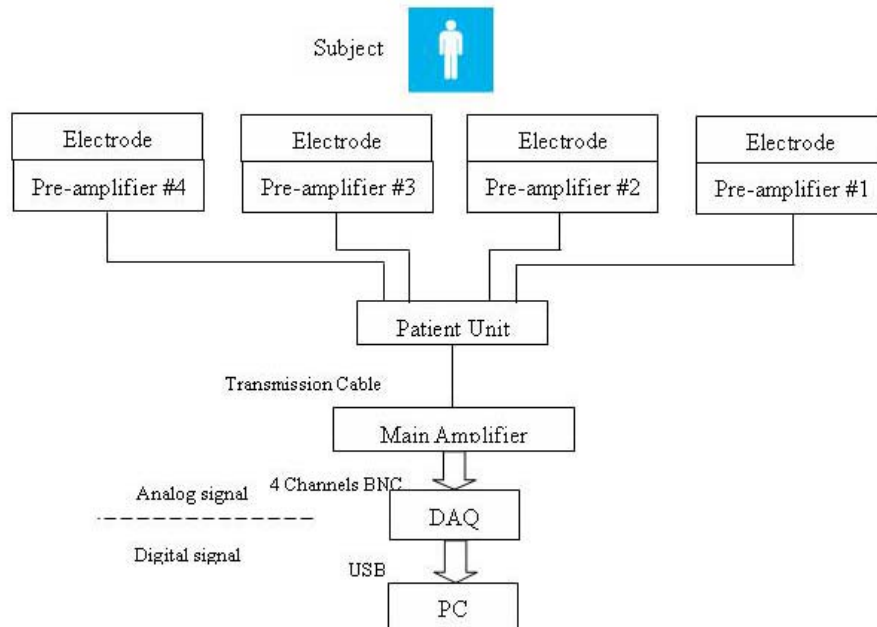 Subject
Electrode
Electrode
Electrode
Electrode
Pre-amplifier #4
Pre-amplifier #3
Pre-amplifier #2
Pre-amplifier #1
Patient Unit
Transmission Cable
Main Amplifier
4 Channels BNC
Analog signal
DAQ
Digital signal
USB
PC